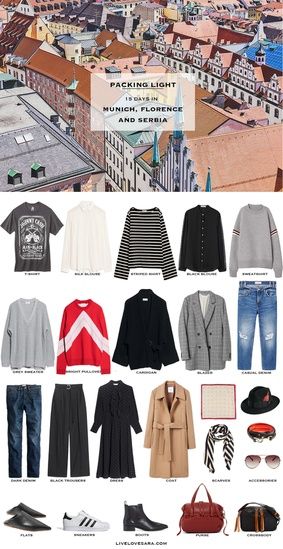 PACKING LIGHT
15 DAYS IN
MUNICH, FLORENCE
AND SERBIA
T-SHIRT
SILK BLOUSE
STRIPED SHIRT
BLACK BLOUSE
SWEATSHIRT
GREY SWEATER
BRIGHT PULLOVER
CARDIGAN
BLAZER
CASUAL DENIM
DARK DENIM
BLACK TROUSERS
DRESS
COAT
SCARVES
ACCESSORIES
FLATS
SNEAKERS
BOOTS
PURSE
CROSSBODY
LIVELOVESARA.COM